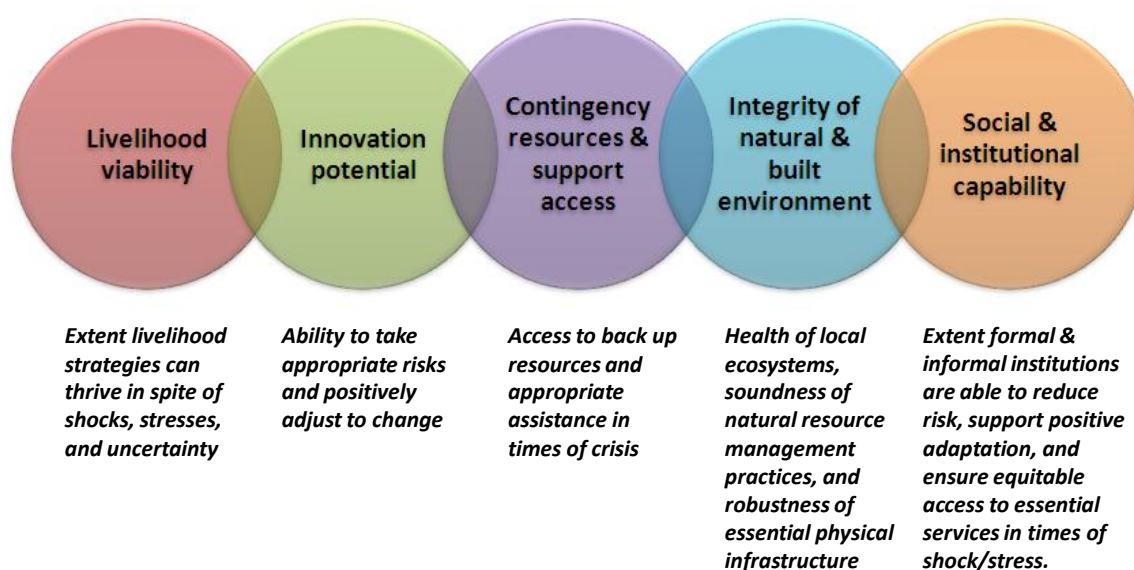 Livelihood
viability
Innovation
potential
Contingency
resources &
support
access
Integrity of
natural &
built
environment
Social &
institutional
capability
Extent livelihood
strategies can
thrive in spite of
shocks, stresses,
and uncertainty
Ability to take
appropriate risks
and positively
adjust to change
Access to back up
resources and
appropriate
assistance in
times of crisis
Health of local
ecosystems,
soundness of
natural resource
management
practices, and
robustness of
essential physical
infrastructure
Extent formal &
informal institutions
are able to reduce
risk, support positive
adaptation, and
ensure equitable
access to essential
services in times of
shock/stress.